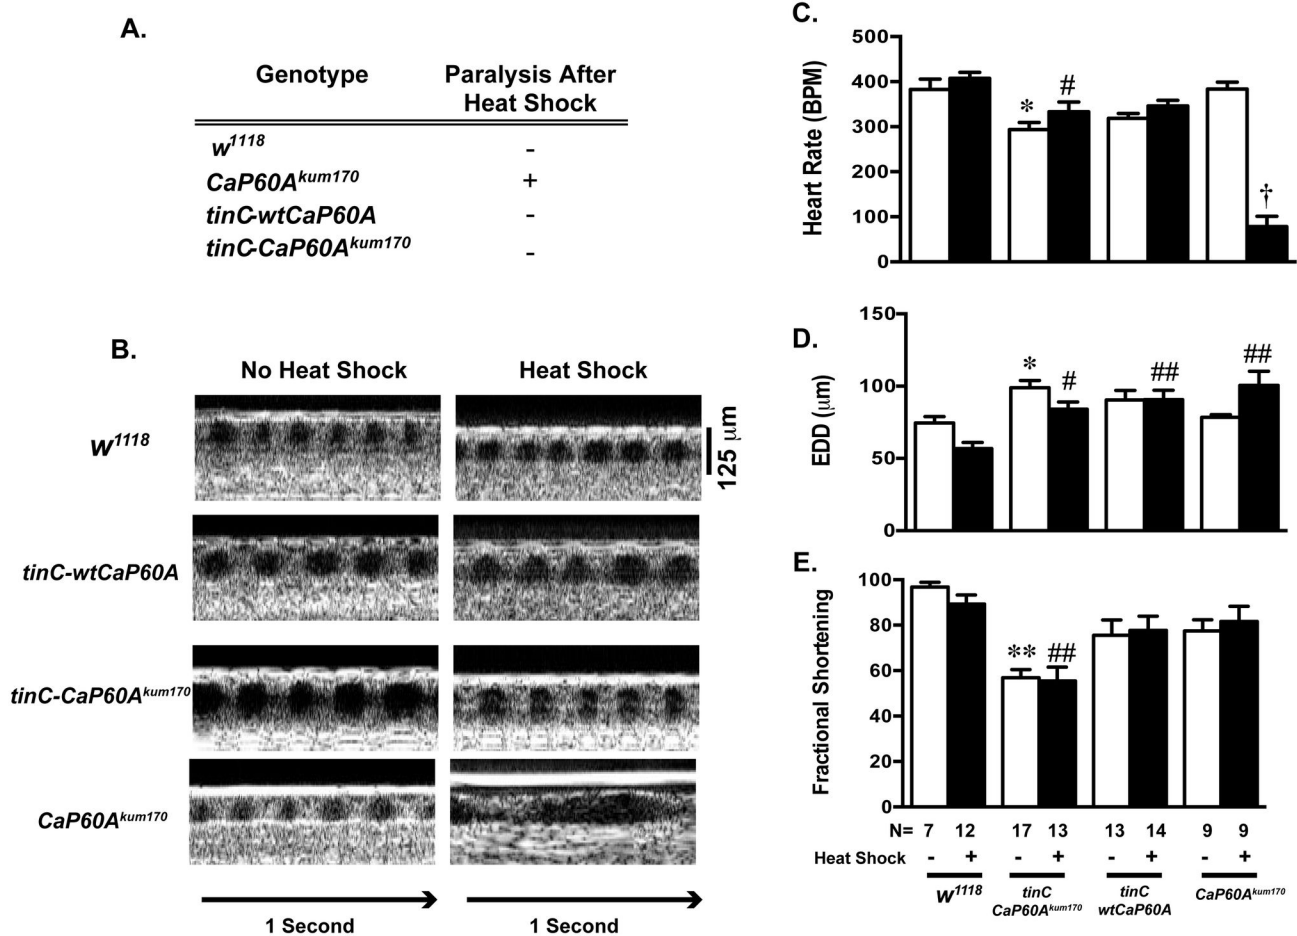 A.
Genotype Paralysis After
Heat Shock
w1118 -
CaP60Akum170 +
tinC-wtCaP60A -
tinC-CaP60Akum170 -
B.
No Heat Shock Heat Shock
w1118
125 μm
tinC-wtCaP60A
tinC-CaP60Akum170
CaP60Akum170
1 Second 1 Second
C.
Heart Rate (BPM)
500
400
300
200
100
0
* # †
D.
EDD (μm)
150
100
50
0
* # ## ##
E.
Fractional Shortening
100
80
60
40
20
0
** ##
N= 7 12 17 13 13 14 9 9
Heat Shock - + - + - + - +
w1118 tinC CaP60Akum170 tinC wtCaP60A CaP60Akum170